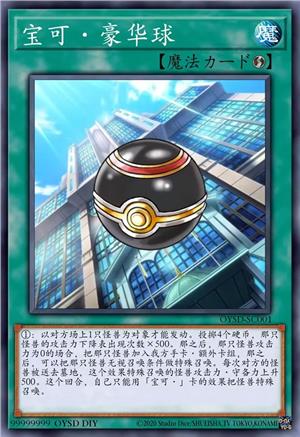 宝可·豪华球
魔
【魔法カード】
OYSD-SC001
①：以对方场上1只怪兽为对象才能发动。投掷4个硬币，那只
怪兽的攻击力下降表出现次数×500。那之后，那只怪兽攻击
力为0的场合，把那只怪兽加入我方手卡·额外卡组，那之
后，可以把那只怪兽无视召唤条件做特殊召唤。每次对方的怪
兽被送去墓地，这个效果特殊召唤的怪兽攻击力·守备力上升
500。这个回合，自己只能用「宝可·」卡的效果把怪兽特殊
召唤。
99999999 OYSD DIY
©2020 Studio Dice/SHUEISHA, TV TOKYO, KONAMI